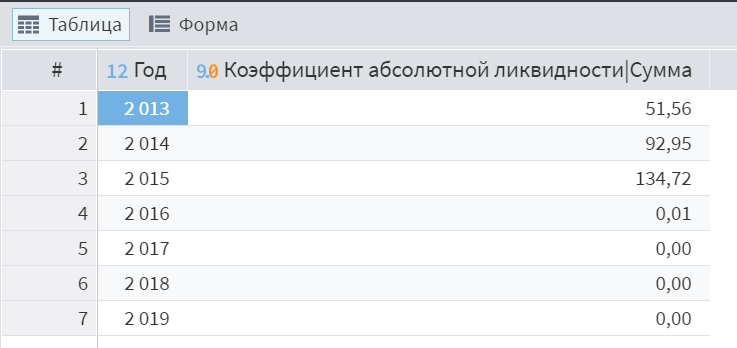 Таблица Форма
# 12 Год 9.0 Коэффициент абсолютной ликвидности|Сумма
1 2 013 51,56
2 2 014 92,95
3 2 015 134,72
4 2 016 0,01
5 2 017 0,00
6 2 018 0,00
7 2 019 0,00